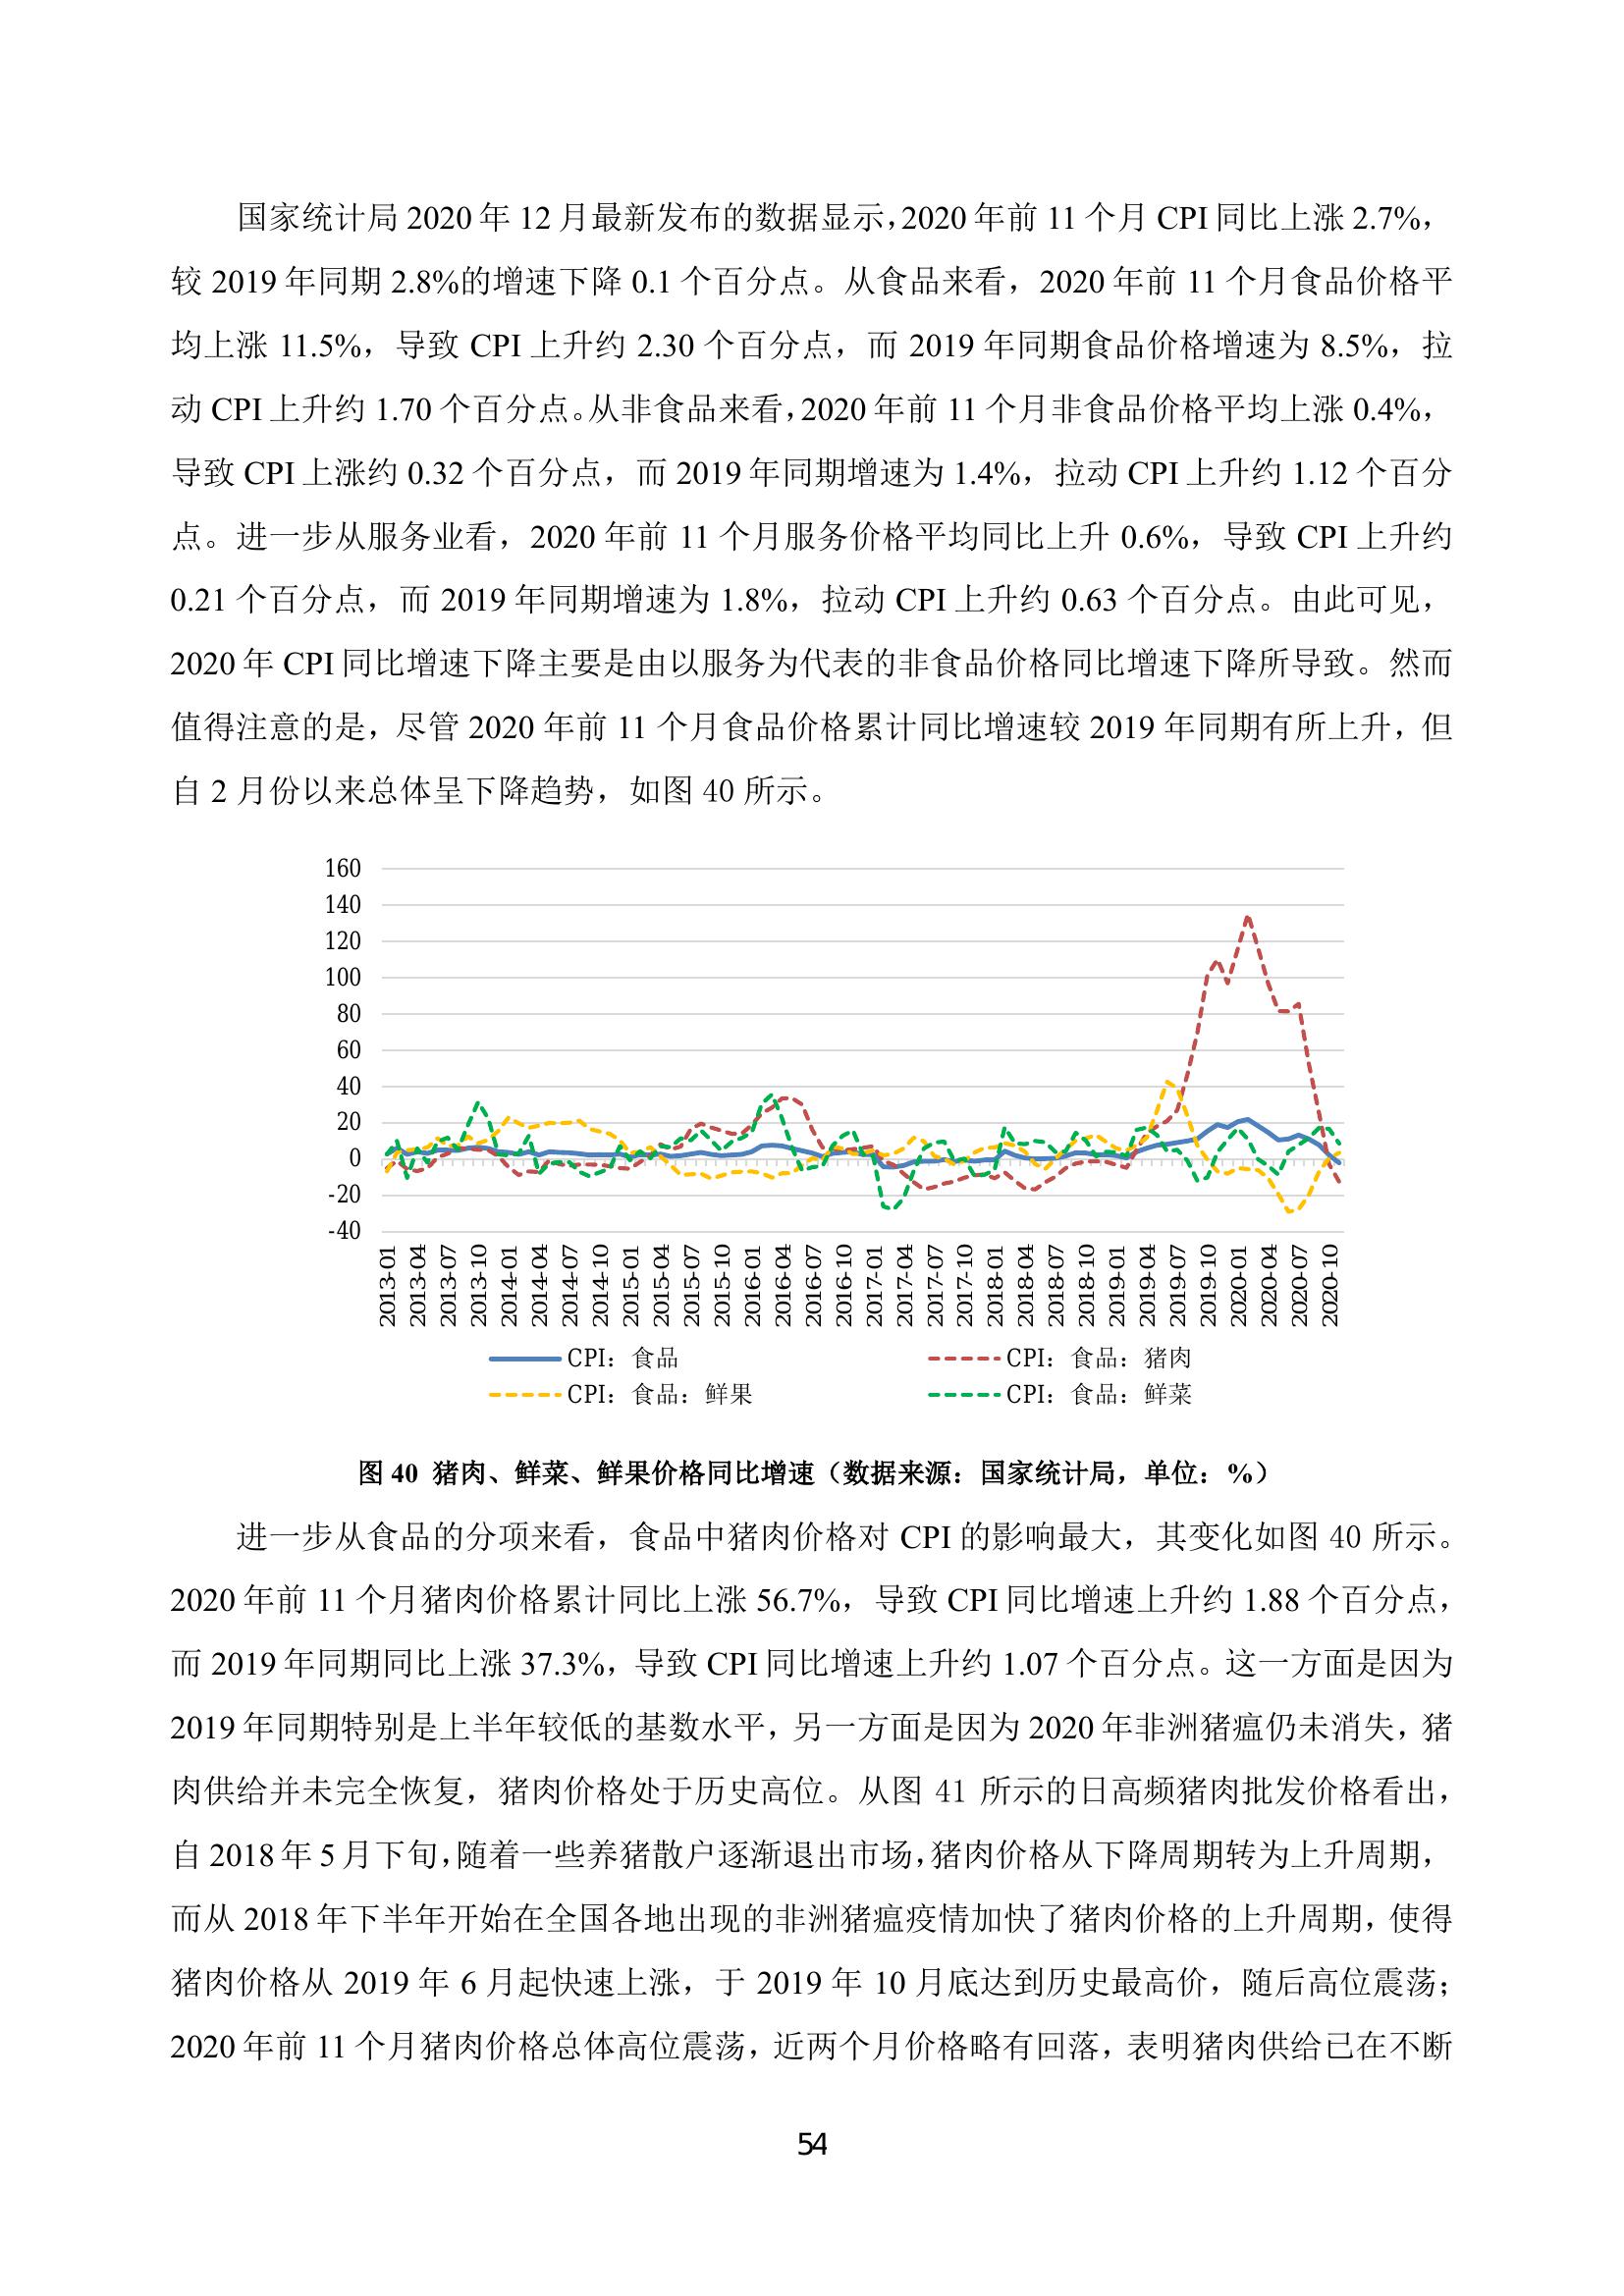 国家统计局 2020 年 12 月最新发布的数据显示，2020 年前 11 个月 CPI 同比上涨 2.7%，
较 2019 年同期 2.8%的增速下降 0.1 个百分点。从食品来看，2020 年前 11 个月食品价格平
均上涨 11.5%，导致 CPI 上升约 2.30 个百分点，而 2019 年同期食品价格增速为 8.5%，拉
动 CPI 上升约 1.70 个百分点。从非食品来看，2020 年前 11 个月非食品价格平均上涨 0.4%，
导致 CPI 上涨约 0.32 个百分点，而 2019 年同期增速为 1.4%，拉动 CPI 上升约 1.12 个百分
点。进一步从服务业看，2020 年前 11 个月服务价格平均同比上升 0.6%，导致 CPI 上升约
0.21 个百分点，而 2019 年同期增速为 1.8%，拉动 CPI 上升约 0.63 个百分点。由此可见，
2020 年 CPI 同比增速下降主要是由以服务为代表的非食品价格同比增速下降所导致。然而
值得注意的是，尽管 2020 年前 11 个月食品价格累计同比增速较 2019 年同期有所上升，但
自 2 月份以来总体呈下降趋势，如图 40 所示。
160
140
120
100
80
60
40
20
0
-20
-40
2013-01
2013-04
2013-07
2013-10
2014-01
2014-04
2014-07
2014-10
2015-01
2015-04
2015-07
2015-10
2016-01
2016-04
2016-07
2016-10
2017-01
2017-04
2017-07
2017-10
2018-01
2018-04
2018-07
2018-10
2019-01
2019-04
2019-07
2019-10
2020-01
2020-04
2020-07
2020-10
CPI：食品
CPI：食品：猪肉
CPI：食品：鲜果
CPI：食品：鲜菜
图 40 猪肉、鲜菜、鲜果价格同比增速（数据来源：国家统计局，单位：%）
进一步从食品的分项来看，食品中猪肉价格对 CPI 的影响最大，其变化如图 40 所示。
2020 年前 11 个月猪肉价格累计同比上涨 56.7%，导致 CPI 同比增速上升约 1.88 个百分点，
而 2019 年同期同比上涨 37.3%，导致 CPI 同比增速上升约 1.07 个百分点。这一方面是因为
2019 年同期特别是上半年较低的基数水平，另一方面是因为 2020 年非洲猪瘟仍未消失，猪
肉供给并未完全恢复，猪肉价格处于历史高位。从图 41 所示的日高频猪肉批发价格看出，
自 2018 年 5 月下旬，随着一些养猪散户逐渐退出市场，猪肉价格从下降周期转为上升周期，
而从 2018 年下半年开始在全国各地出现的非洲猪瘟疫情加快了猪肉价格的上升周期，使得
猪肉价格从 2019 年 6 月起快速上涨，于 2019 年 10 月底达到历史最高价，随后高位震荡；
2020 年前 11 个月猪肉价格总体高位震荡，近两个月价格略有回落，表明猪肉供给已在不断
54